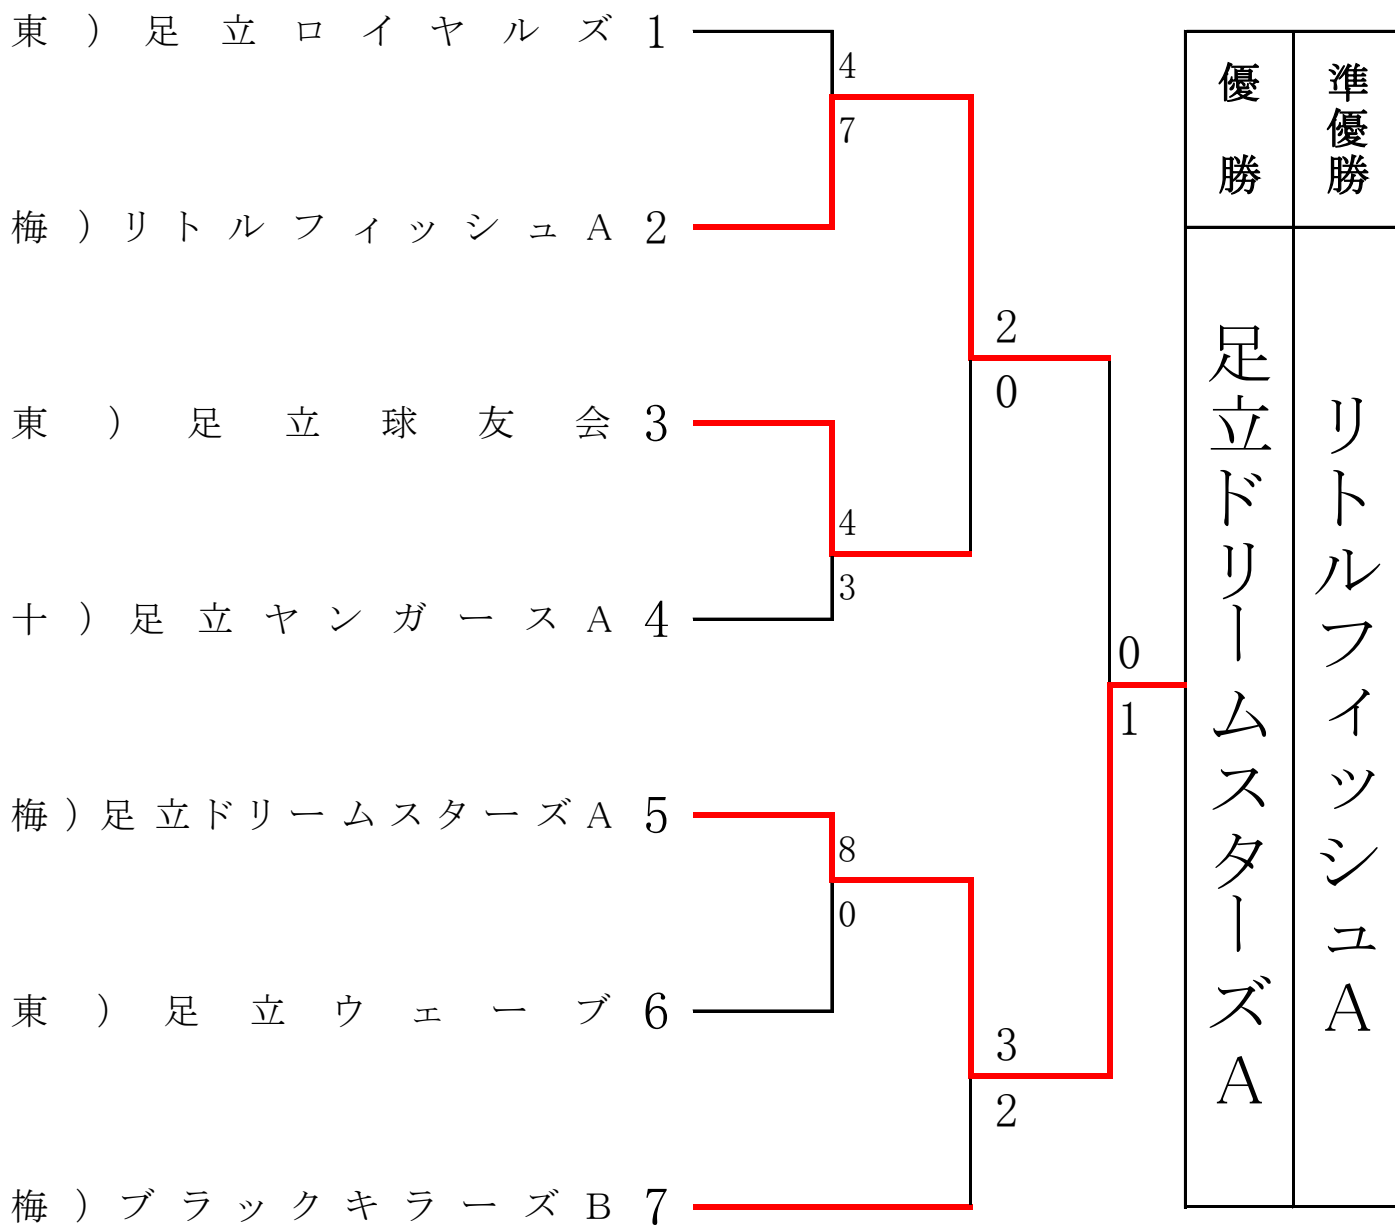 東）足立ロイヤルズ 1
4
7
梅）リトルフィッシュA 2
2
0
東）足立球友会 3
4
3
十）足立ヤンガースA 4
0
1
梅）足立ドリームスターズA 5
8
0
東）足立ウェーブ 6
3
2
梅）ブラックキラーズB 7
優勝
足立ドリームスターズA
準優勝
リトルフィッシュA